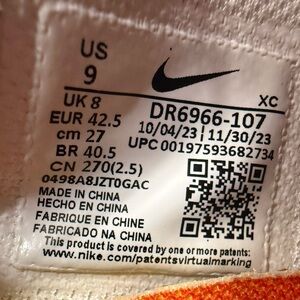 US
9
XC
UK 8
EUR 42.5
cm 27
BR 40.5
CN 270(2.5)
DR6966-107
10/04/23 | 11/30/23
UPC 00197593682734
0498A8JZT0GAC
MADE IN CHINA
HECHO EN CHINA
FABRIQUE EN CHINE
FABRICADO NA CHINA
This product is covered by one or more patents.
www.nike.com/patentsvirtualmarking